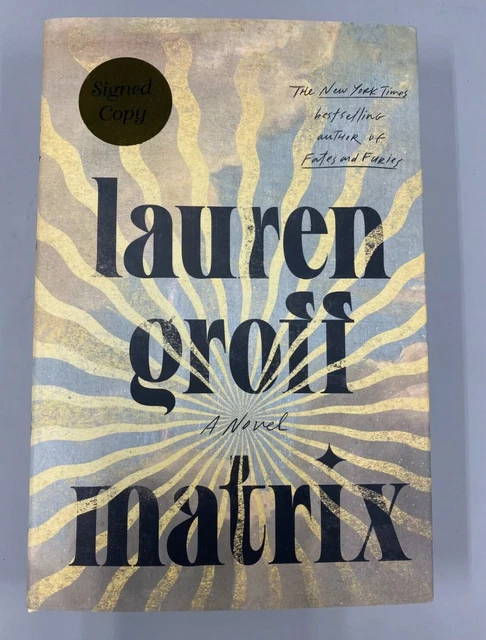 Signed
Copy
The New York Times
bestselling
author of
Fates and Furies
lauren
groff
A Novel
matrix